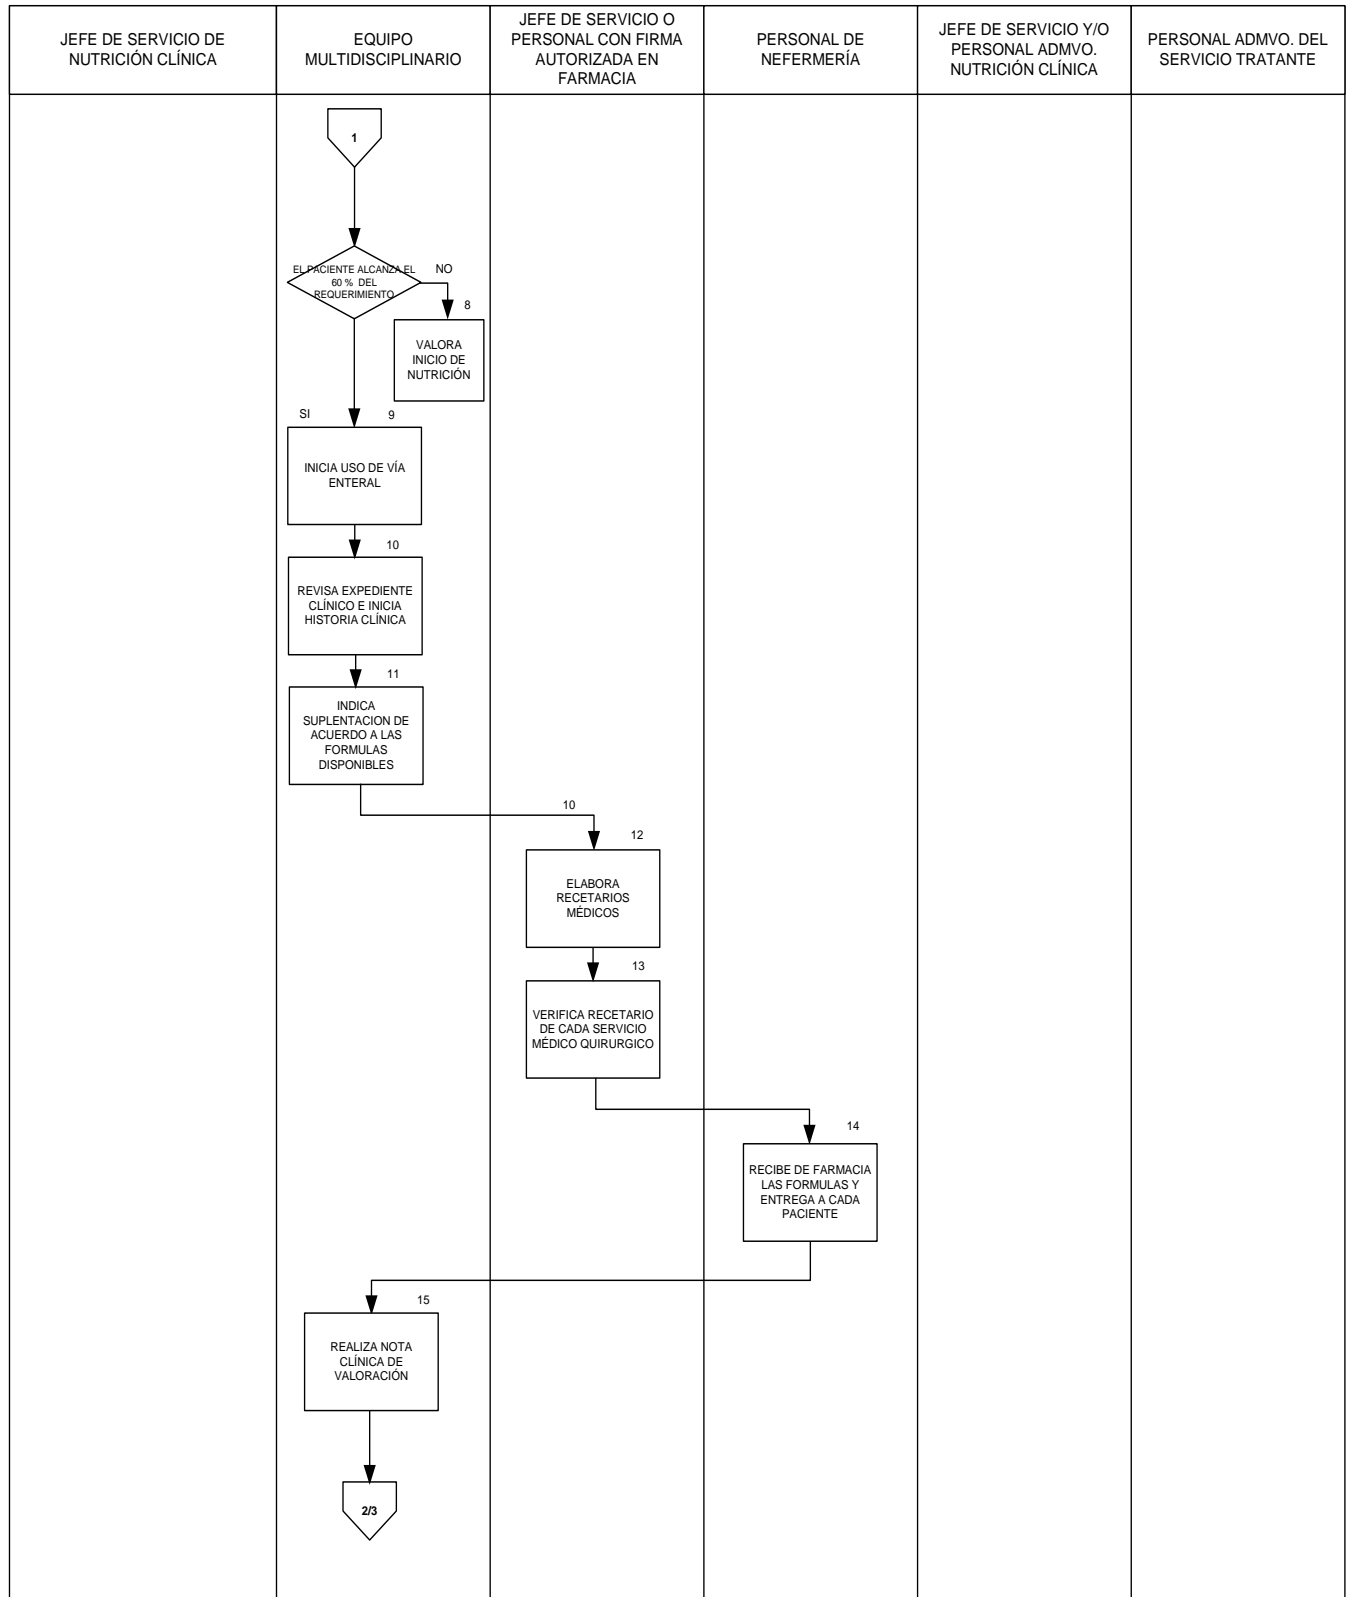 JEFE DE SERVICIO DE
NUTRICIÓN CLÍNICA
EQUIPO
MULTIDISCIPLINARIO
JEFE DE SERVICIO O
PERSONAL CON FIRMA
AUTORIZADA EN
FARMACIA
PERSONAL DE
NEFERMERÍA
JEFE DE SERVICIO Y/O
PERSONAL ADMVO.
NUTRICIÓN CLÍNICA
PERSONAL ADMVO. DEL
SERVICIO TRATANTE
1
EL PACIENTE ALCANZA EL
60 % DEL
REQUERIMIENTO
NO
8
VALORA
INICIO DE
NUTRICIÓN
SI
9
INICIA USO DE VÍA
ENTERAL
10
REVISA EXPEDIENTE
CLÍNICO E INICIA
HISTORIA CLÍNICA
11
INDICA
SUPLENTACION DE
ACUERDO A LAS
FORMULAS
DISPONIBLES
10
12
ELABORA
RECETARIOS
MÉDICOS
13
VERIFICA RECETARIO
DE CADA SERVICIO
MÉDICO QUIRURGICO
14
RECIBE DE FARMACIA
LAS FORMULAS Y
ENTREGA A CADA
PACIENTE
15
REALIZA NOTA
CLÍNICA DE
VALORACIÓN
2/3